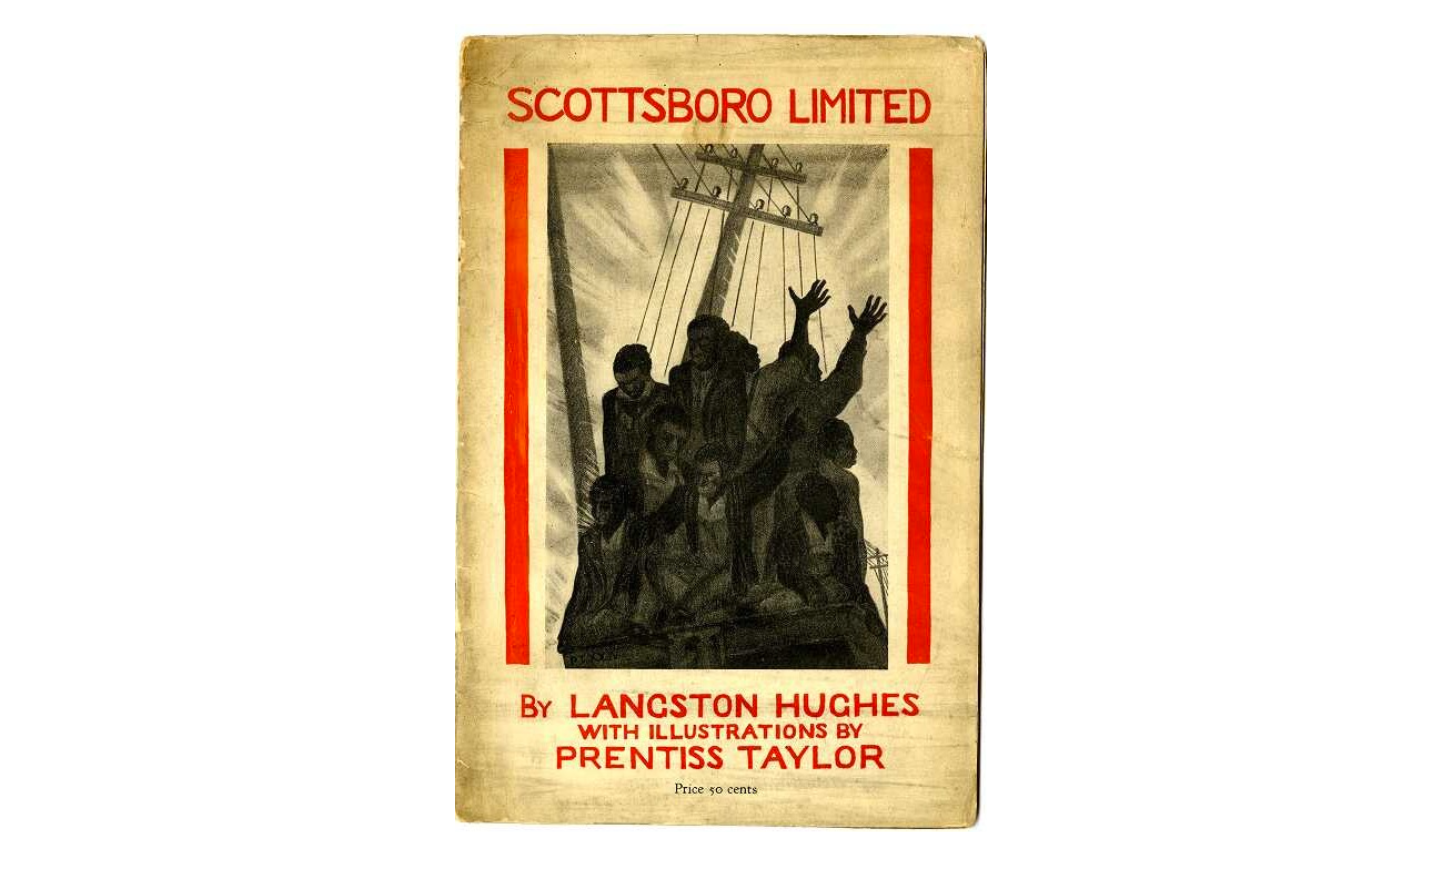 SCOTTSBORO LIMITED
By LANGSTON HUGHES
WITH ILLUSTRATIONS BY
PRENTISS TAYLOR
Price 50 cents